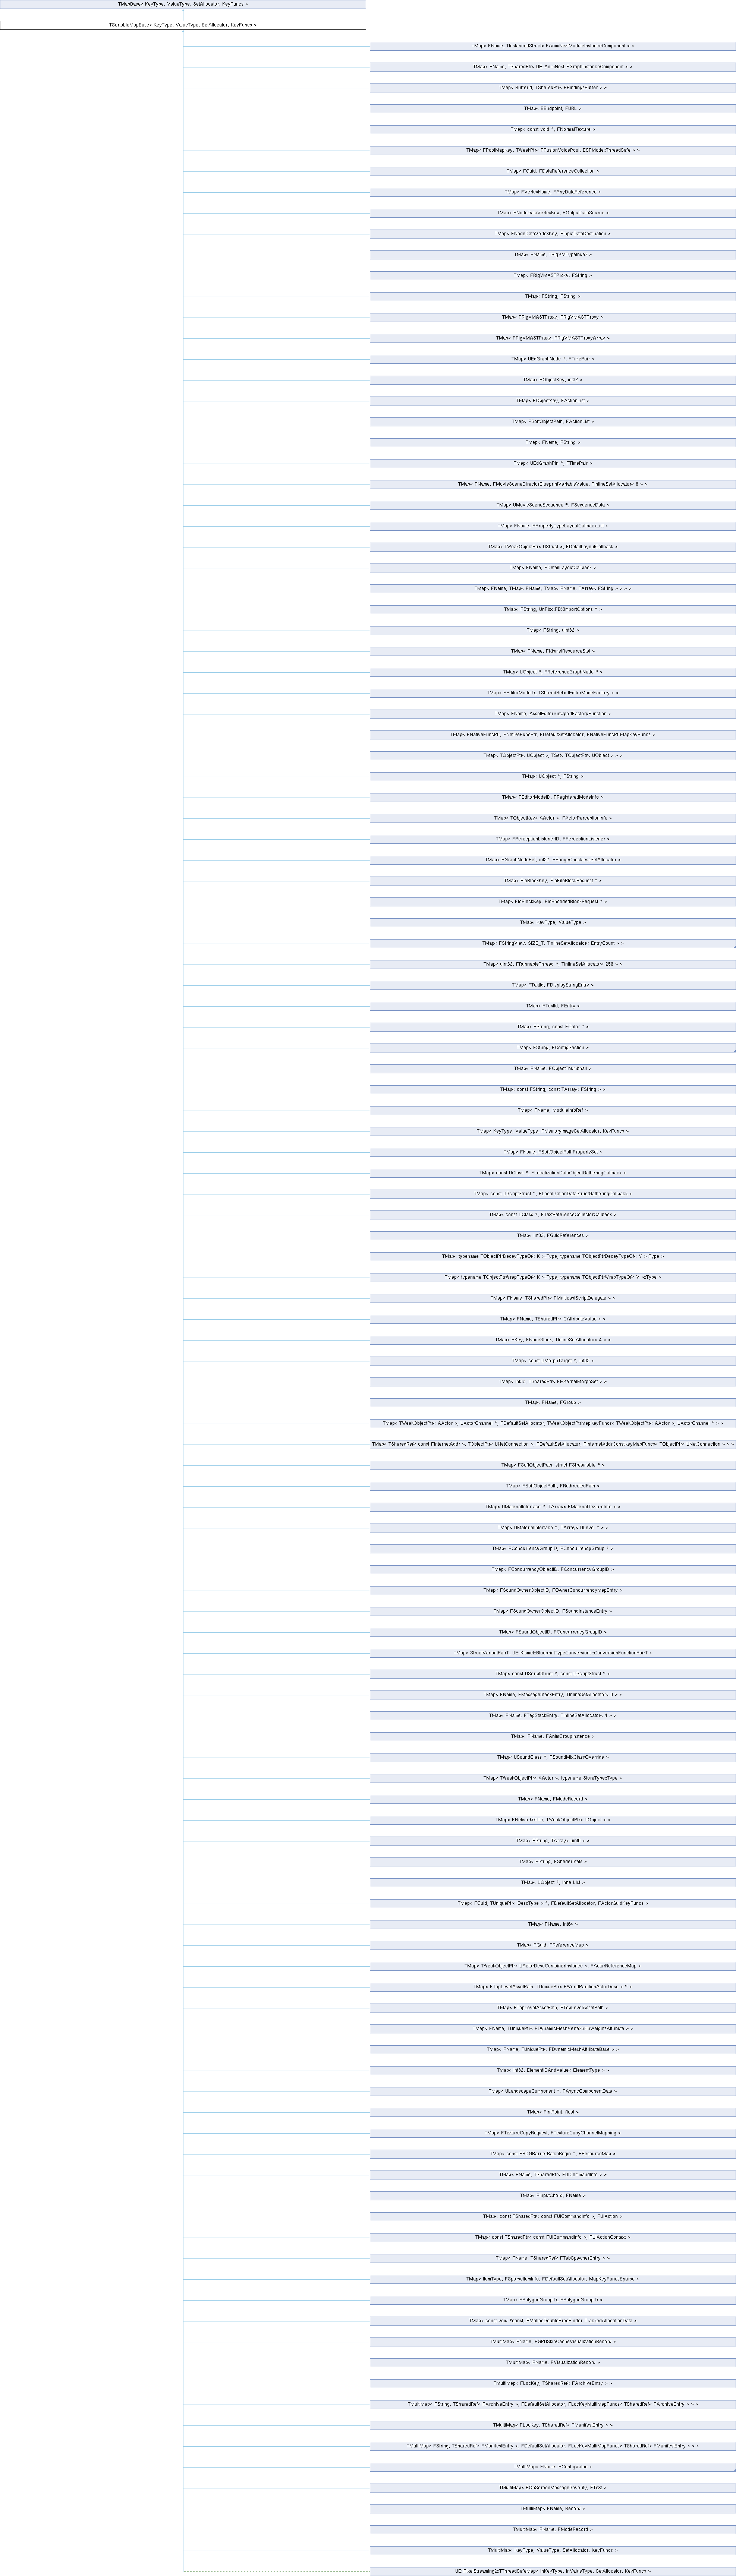 TMapBase< KeyType, ValueType, SetAllocator, KeyFuncs >
TSortableMapBase< KeyType, ValueType, SetAllocator, KeyFuncs >
TMap< FName, TInstancedStruct< FAnimNextModuleInstanceComponent > >
TMap< FName, TSharedPtr< UE::AnimNext::FGraphInstanceComponent > >
TMap< BufferId, TSharedPtr< FBindingsBuffer > >
TMap< EEndpoint, FURL >
TMap< const void *, FNormalTexture >
TMap< FPoolMapKey, TWeakPtr< FFusionVoicePool, ESPMode::ThreadSafe > >
TMap< FGuid, FDataReferenceCollection >
TMap< FVertexName, FAnyDataReference >
TMap< FNodeDataVertexKey, FOutputDataSource >
TMap< FNodeDataVertexKey, FInputDataDestination >
TMap< FName, TRigVMTypeIndex >
TMap< FRigVMASTProxy, FString >
TMap< FString, FString >
TMap< FRigVMASTProxy, FRigVMASTProxy >
TMap< FRigVMASTProxy, FRigVMASTProxyArray >
TMap< UEdGraphNode *, FTimePair >
TMap< FObjectKey, int32 >
TMap< FObjectKey, FActionList >
TMap< FSoftObjectPath, FActionList >
TMap< FName, FString >
TMap< UEdGraphPin *, FTimePair >
TMap< FName, FMovieSceneDirectorBlueprintVariableValue, TInlineSetAllocator< 8 > >
TMap< UMovieSceneSequence *, FSequenceData >
TMap< FName, FPropertyTypeLayoutCallbackList >
TMap< TWeakObjectPtr< UStruct >, FDetailLayoutCallback >
TMap< FName, FDetailLayoutCallback >
TMap< FName, TMap< FName, TMap< FName, TArray< FString > > > >
TMap< FString, UnFbx::FBXImportOptions * >
TMap< FString, uint32 >
TMap< FName, FKismetResourceStat >
TMap< UObject *, FReferenceGraphNode * >
TMap< FEditorModeID, TSharedRef< IEditorModeFactory > >
TMap< FName, AssetEditorViewportFactoryFunction >
TMap< FNativeFuncPtr, FNativeFuncPtr, FDefaultSetAllocator, FNativeFuncPtrMapKeyFuncs >
TMap< TObjectPtr< UObject >, TSet< TObjectPtr< UObject > > >
TMap< UObject *, FString >
TMap< FEditorModeID, FRegisteredModeInfo >
TMap< TObjectKey< AActor >, FActorPerceptionInfo >
TMap< FPerceptionListenerID, FPerceptionListener >
TMap< FGraphNodeRef, int32, FRangeChecklessSetAllocator >
TMap< FIoBlockKey, FIoFileBlockRequest * >
TMap< FIoBlockKey, FIoEncodedBlockRequest * >
TMap< KeyType, ValueType >
TMap< FStringView, SIZE_T, TInlineSetAllocator< EntryCount > >
TMap< uint32, FRunnableThread *, TInlineSetAllocator< 256 > >
TMap< FTextId, FDisplayStringEntry >
TMap< FTextId, FEntry >
TMap< FString, const FColor * >
TMap< FString, FConfigSection >
TMap< FName, FObjectThumbnail >
TMap< const FString, const TArray< FString > >
TMap< FName, ModuleInfoRef >
TMap< KeyType, ValueType, FMemoryImageSetAllocator, KeyFuncs >
TMap< FName, FSoftObjectPathPropertySet >
TMap< const UClass *, FLocalizationDataObjectGatheringCallback >
TMap< const UScriptStruct *, FLocalizationDataStructGatheringCallback >
TMap< const UClass *, FTextReferenceCollectorCallback >
TMap< int32, FGuidReferences >
TMap< typename TObjectPtrDecayTypeOf< K >::Type, typename TObjectPtrDecayTypeOf< V >::Type >
TMap< typename TObjectPtrWrapTypeOf< K >::Type, typename TObjectPtrWrapTypeOf< V >::Type >
TMap< FName, TSharedPtr< FMulticastScriptDelegate > >
TMap< FName, TSharedPtr< CAttributeValue > >
TMap< FKey, FNodeStack, TInlineSetAllocator< 4 > >
TMap< const UMorphTarget *, int32 >
TMap< int32, TSharedPtr< FExternalMorphSet > >
TMap< FName, FGroup >
TMap< TWeakObjectPtr< AActor >, UActorChannel *, FDefaultSetAllocator, TWeakObjectPtrMapKeyFuncs< TWeakObjectPtr< AActor >, UActorChannel * > >
TMap< TSharedRef< const FInternetAddr >, TObjectPtr< UNetConnection >, FDefaultSetAllocator, FInternetAddrConstKeyMapFuncs< TObjectPtr< UNetConnection > > >
TMap< FSoftObjectPath, struct FStreamable * >
TMap< FSoftObjectPath, FRedirectedPath >
TMap< UMaterialInterface *, TArray< FMaterialTextureInfo > >
TMap< UMaterialInterface *, TArray< ULevel * > >
TMap< FConcurrencyGroupID, FConcurrencyGroup * >
TMap< FConcurrencyObjectID, FConcurrencyGroupID >
TMap< FSoundOwnerObjectID, FOwnerConcurrencyMapEntry >
TMap< FSoundOwnerObjectID, FSoundInstanceEntry >
TMap< FSoundObjectID, FConcurrencyGroupID >
TMap< StructVariantPairT, UE::Kismet::BlueprintTypeConversions::ConversionFunctionPairT >
TMap< const UScriptStruct *, const UScriptStruct * >
TMap< FName, FMessageStackEntry, TInlineSetAllocator< 8 > >
TMap< FName, FTagStackEntry, TInlineSetAllocator< 4 > >
TMap< FName, FAnimGroupInstance >
TMap< USoundClass *, FSoundMixClassOverride >
TMap< TWeakObjectPtr< AActor >, typename StoreType::Type >
TMap< FName, FModeRecord >
TMap< FNetworkGUID, TWeakObjectPtr< UObject > >
TMap< FString, TArray< uint8 > >
TMap< FString, FShaderStats >
TMap< UObject *, InnerList >
TMap< FGuid, TUniquePtr< DescType > *, FDefaultSetAllocator, FActorGuidKeyFuncs >
TMap< FName, int64 >
TMap< FGuid, FReferenceMap >
TMap< TWeakObjectPtr< UActorDescContainerInstance >, FActorReferenceMap >
TMap< FTopLevelAssetPath, TUniquePtr< FWorldPartitionActorDesc > * >
TMap< FTopLevelAssetPath, FTopLevelAssetPath >
TMap< FName, TUniquePtr< FDynamicMeshVertexSkinWeightsAttribute > >
TMap< FName, TUniquePtr< FDynamicMeshAttributeBase > >
TMap< int32, ElementIDAndValue< ElementType > >
TMap< ULandscapeComponent *, FAsyncComponentData >
TMap< FIntPoint, float >
TMap< FTextureCopyRequest, FTextureCopyChannelMapping >
TMap< const FRDGBarrierBatchBegin *, FResourceMap >
TMap< FName, TSharedPtr< FUICommandInfo > >
TMap< FInputChord, FName >
TMap< const TSharedPtr< const FUICommandInfo >, FUIAction >
TMap< const TSharedPtr< const FUICommandInfo >, FUIActionContext >
TMap< FName, TSharedRef< FTabSpawnerEntry > >
TMap< ItemType, FSparseItemInfo, FDefaultSetAllocator, MapKeyFuncsSparse >
TMap< FPolygonGroupID, FPolygonGroupID >
TMap< const void *const, FMallocDoubleFreeFinder::TrackedAllocationData >
TMultiMap< FName, FGPUSkinCacheVisualizationRecord >
TMultiMap< FName, FVisualizationRecord >
TMultiMap< FLocKey, TSharedRef< FArchiveEntry > >
TMultiMap< FString, TSharedRef< FArchiveEntry >, FDefaultSetAllocator, FLocKeyMultiMapFuncs< TSharedRef< FArchiveEntry > > >
TMultiMap< FLocKey, TSharedRef< FManifestEntry > >
TMultiMap< FString, TSharedRef< FManifestEntry >, FDefaultSetAllocator, FLocKeyMultiMapFuncs< TSharedRef< FManifestEntry > > >
TMultiMap< FName, FConfigValue >
TMultiMap< EOnScreenMessageSeverity, FText >
TMultiMap< FName, Record >
TMultiMap< FName, FModeRecord >
TMultiMap< KeyType, ValueType, SetAllocator, KeyFuncs >
UE::PixelStreaming2::TThreadSafeMap< InKeyType, InValueType, SetAllocator, KeyFuncs >